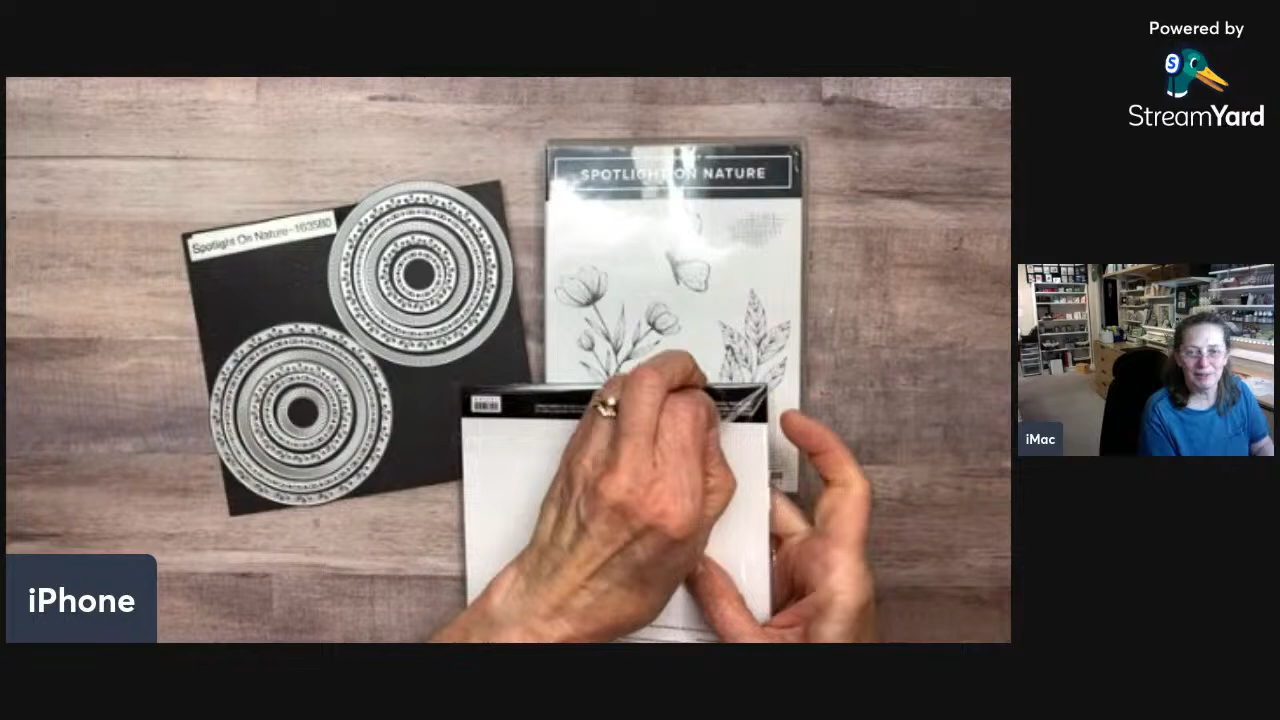 Powered by
StreamYard
SPOTLIGHT ON NATURE
Spotlight On Nature-163580
iMac
iPhone